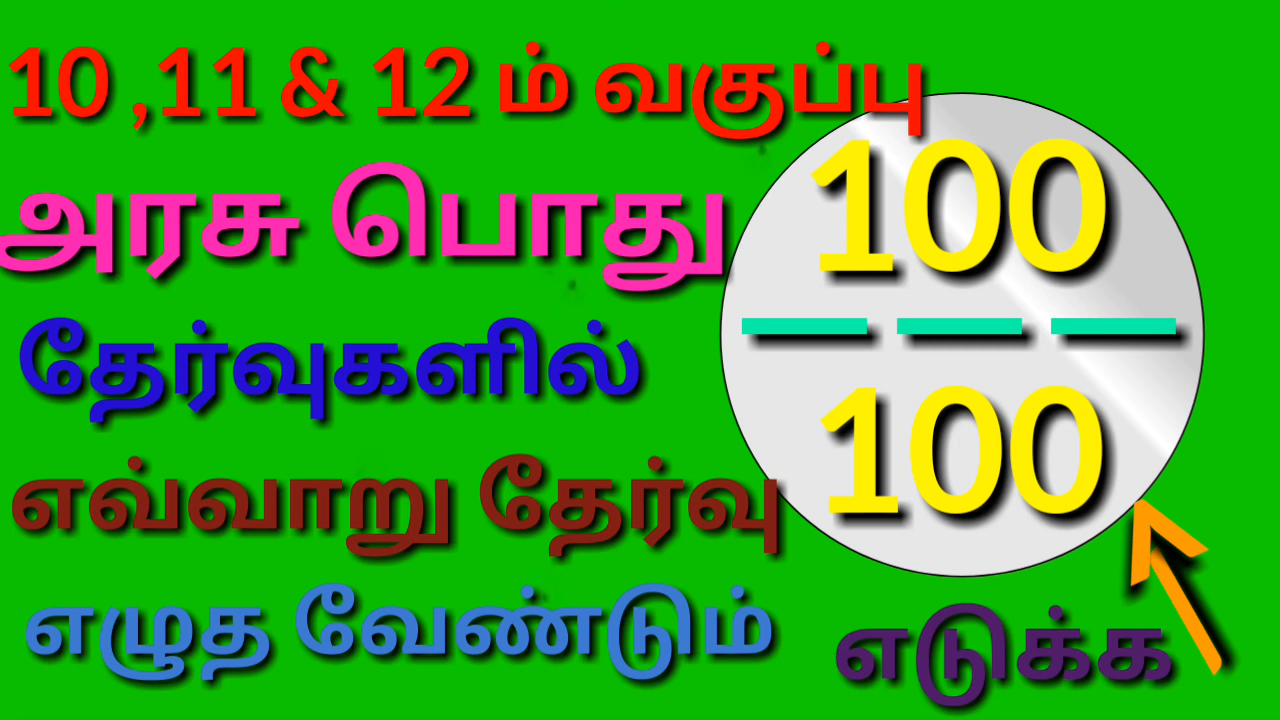 10 ,11 & 12 ம் வகுப்பு
அரசு பொது
தேர்வுகளில்
எவ்வாறு தேர்வு
எழுத வேண்டும்
100
100
எடுக்க